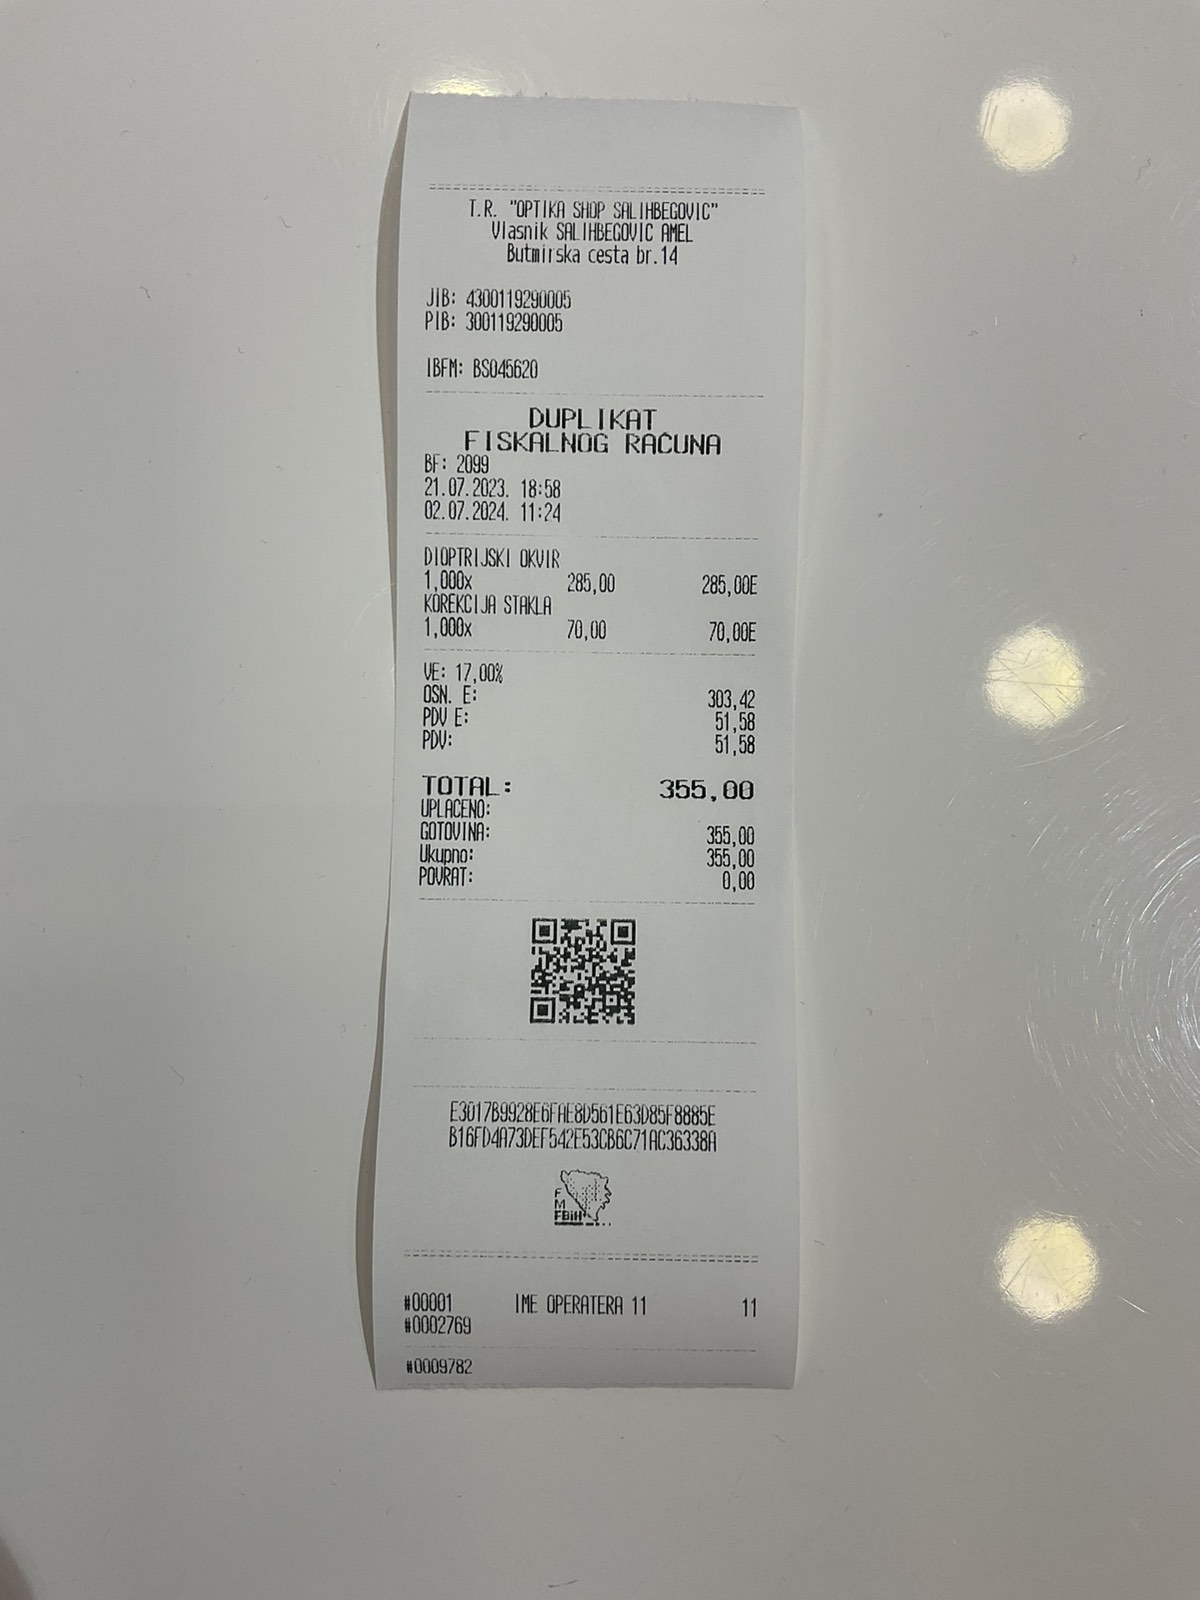 T.R. "OPTIKA SHOP SALIHBEGOVIC"
Vlasnik SALIHBEGOVIC AMEL
Butmirska cesta br.14
JIB: 4300119290005
PIB: 300119290005
IBFM: BS045620
DUPLIKAT
FISKALNOG RAČUNA
BF: 2099
21.07.2023. 18:58
02.07.2024. 11:24
DIOPTRIJSKI OKVIR
1,000x 285,00 285,00E
KOREKCIJA STAKLA
1,000x 70,00 70,00E
VE: 17,00%
OSN. E: 303,42
PDV E: 51,58
PDV: 51,58
TOTAL: 355,00
UPLAĆENO:
GOTOVINA: 355,00
Ukupno: 355,00
POVRAT: 0,00
E3017B9928E6FAE8D561E63D85F8885E
B16FD4A73DEF542E53CB6C71AC36338A
F
M
FBiH
#00001 IME OPERATERA 11 11
#0002769
#0009782